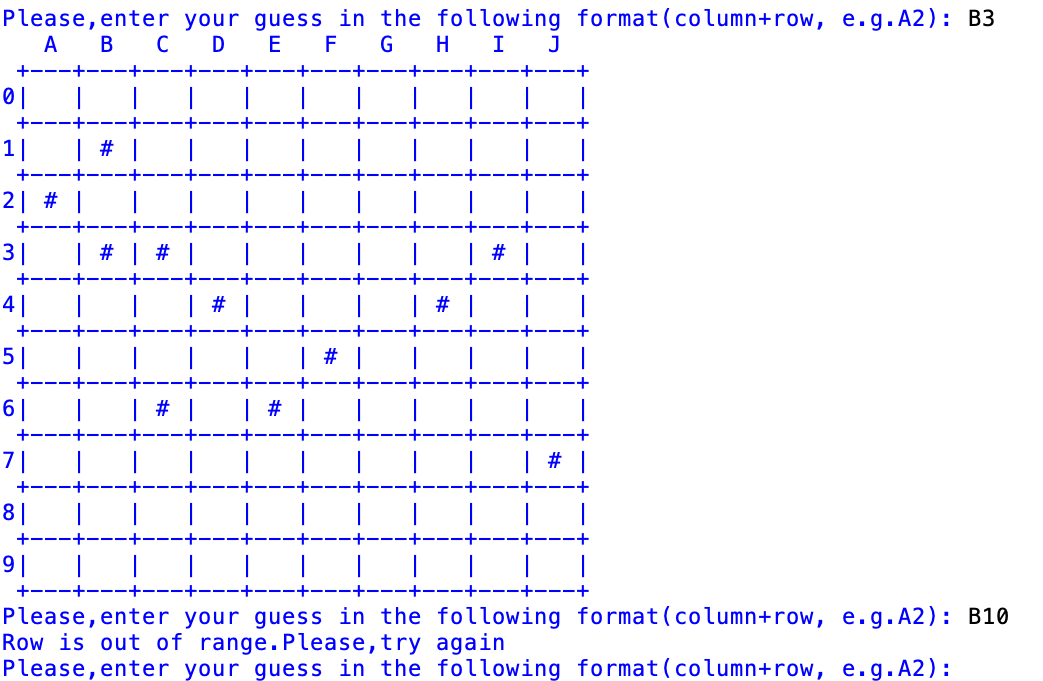 Please,enter your guess in the following format(column+row, e.g.A2): B3
   A   B   C   D   E   F   G   H   I   J
 +---+---+---+---+---+---+---+---+---+---+
0|   |   |   |   |   |   |   |   |   |   |
 +---+---+---+---+---+---+---+---+---+---+
1|   | # |   |   |   |   |   |   |   |   |
 +---+---+---+---+---+---+---+---+---+---+
2| # |   |   |   |   |   |   |   |   |   |
 +---+---+---+---+---+---+---+---+---+---+
3|   | # | # |   |   |   |   |   | # |   |
 +---+---+---+---+---+---+---+---+---+---+
4|   |   |   | # |   |   |   | # |   |   |
 +---+---+---+---+---+---+---+---+---+---+
5|   |   |   |   |   | # |   |   |   |   |
 +---+---+---+---+---+---+---+---+---+---+
6|   |   | # |   | # |   |   |   |   |   |
 +---+---+---+---+---+---+---+---+---+---+
7|   |   |   |   |   |   |   |   |   | # |
 +---+---+---+---+---+---+---+---+---+---+
8|   |   |   |   |   |   |   |   |   |   |
 +---+---+---+---+---+---+---+---+---+---+
9|   |   |   |   |   |   |   |   |   |   |
 +---+---+---+---+---+---+---+---+---+---+
Please,enter your guess in the following format(column+row, e.g.A2): B10
Row is out of range.Please,try again
Please,enter your guess in the following format(column+row, e.g.A2):